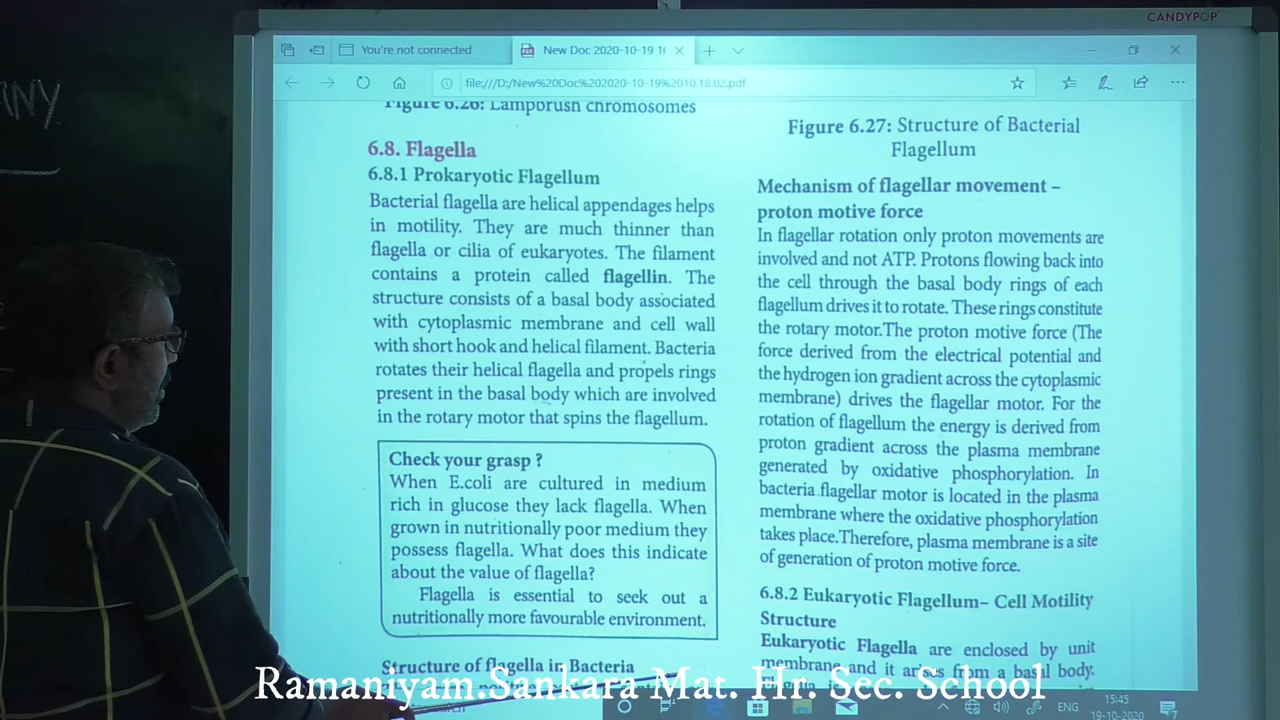 CANDYPOP
ANY
You're not connected
New Doc 2020-10-19 1(
file:///D:/New%20Doc%202020-10-19%2010.18.02.pdf
Figure 6.26: Lampbrush chromosomes
6.8. Flagella
6.8.1 Prokaryotic Flagellum
Bacterial flagella are helical appendages helps
in motility. They are much thinner than
flagella or cilia of eukaryotes. The filament
contains a protein called flagellin. The
structure consists of a basal body associated
with cytoplasmic membrane and cell wall
with short hook and helical filament. Bacteria
rotates their helical flagella and propels rings
present in the basal body which are involved
in the rotary motor that spins the flagellum.
Check your grasp ?
When E.coli are cultured in medium
rich in glucose they lack flagella. When
grown in nutritionally poor medium they
possess flagella. What does this indicate
about the value of flagella?
Flagella is essential to seek out a
nutritionally more favourable environment.
Structure of flagella in Bacteria
Figure 6.27: Structure of Bacterial
Flagellum
Mechanism of flagellar movement –
proton motive force
In flagellar rotation only proton movements are
involved and not ATP. Protons flowing back into
the cell through the basal body rings of each
flagellum drives it to rotate. These rings constitute
the rotary motor.The proton motive force (The
force derived from the electrical potential and
the hydrogen ion gradient across the cytoplasmic
membrane) drives the flagellar motor. For the
rotation of flagellum the energy is derived from
proton gradient across the plasma membrane
generated by oxidative phosphorylation. In
bacteria flagellar motor is located in the plasma
membrane where the oxidative phosphorylation
takes place.Therefore, plasma membrane is a site
of generation of proton motive force.
6.8.2 Eukaryotic Flagellum– Cell Motility
Structure
Eukaryotic Flagella are enclosed by unit
membrane and it arises from a basal body.
Ramaniyam.Sankara Mat. Hr. Sec. School
ENG
15:45
19-10-2020
7